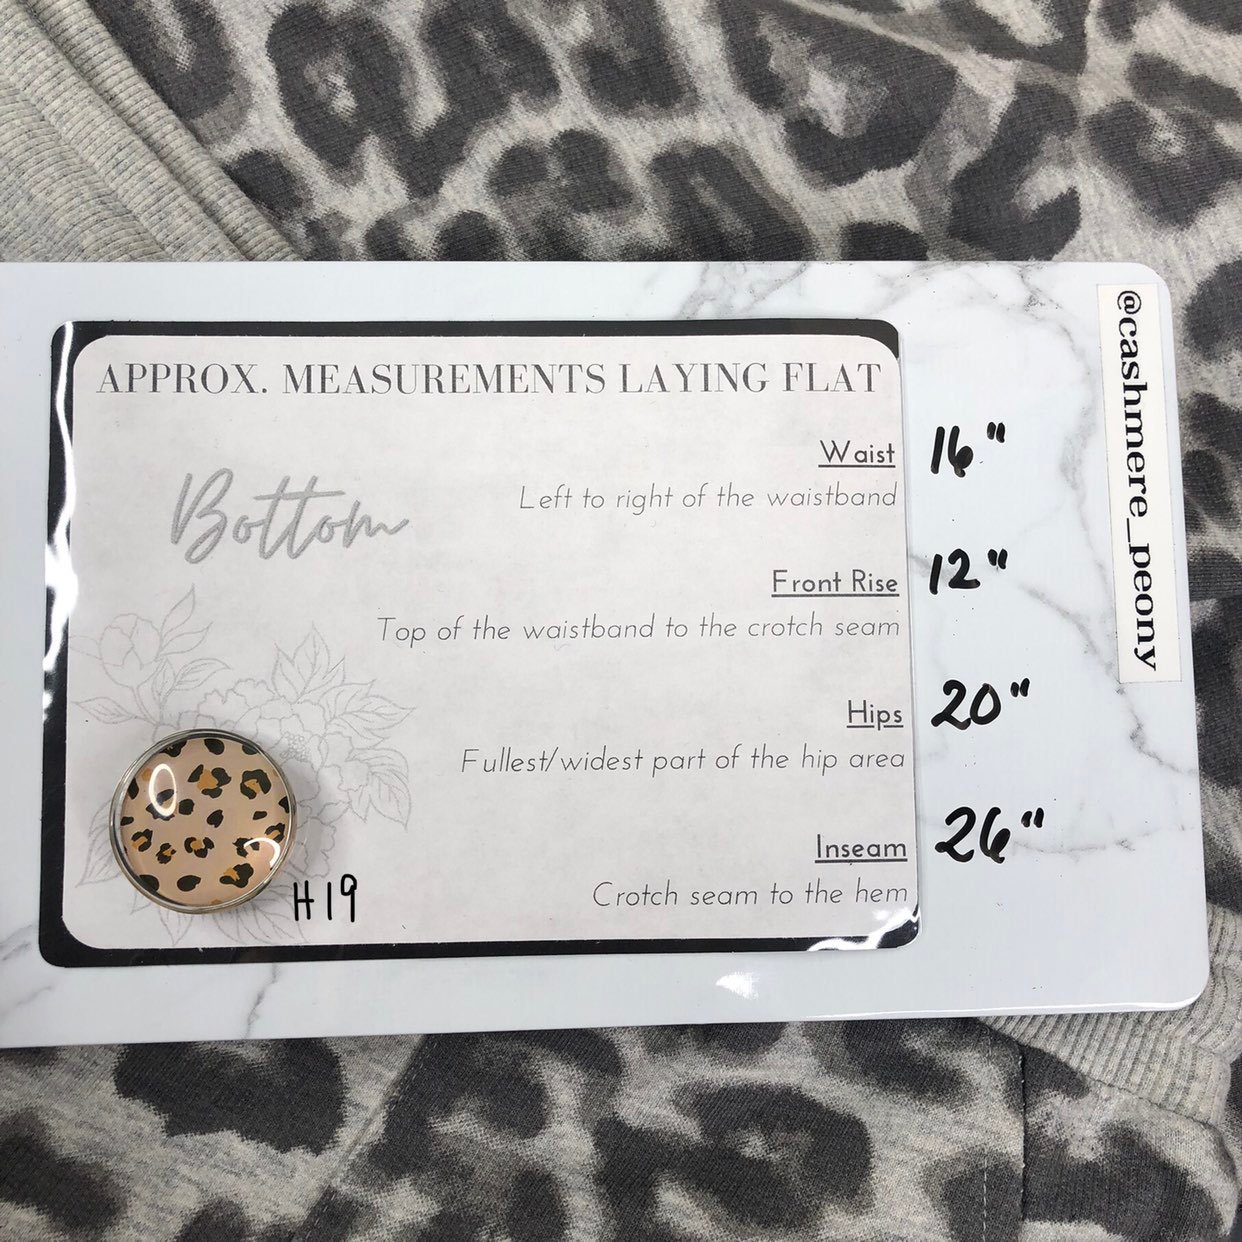 APPROX. MEASUREMENTS LAYING FLAT
Bottom
Waist 16"
Left to right of the waistband
Front Rise 12"
Top of the waistband to the crotch seam
Hips 20"
Fullest/widest part of the hip area
Inseam 26"
Crotch seam to the hem
H19
@cashmere_peony